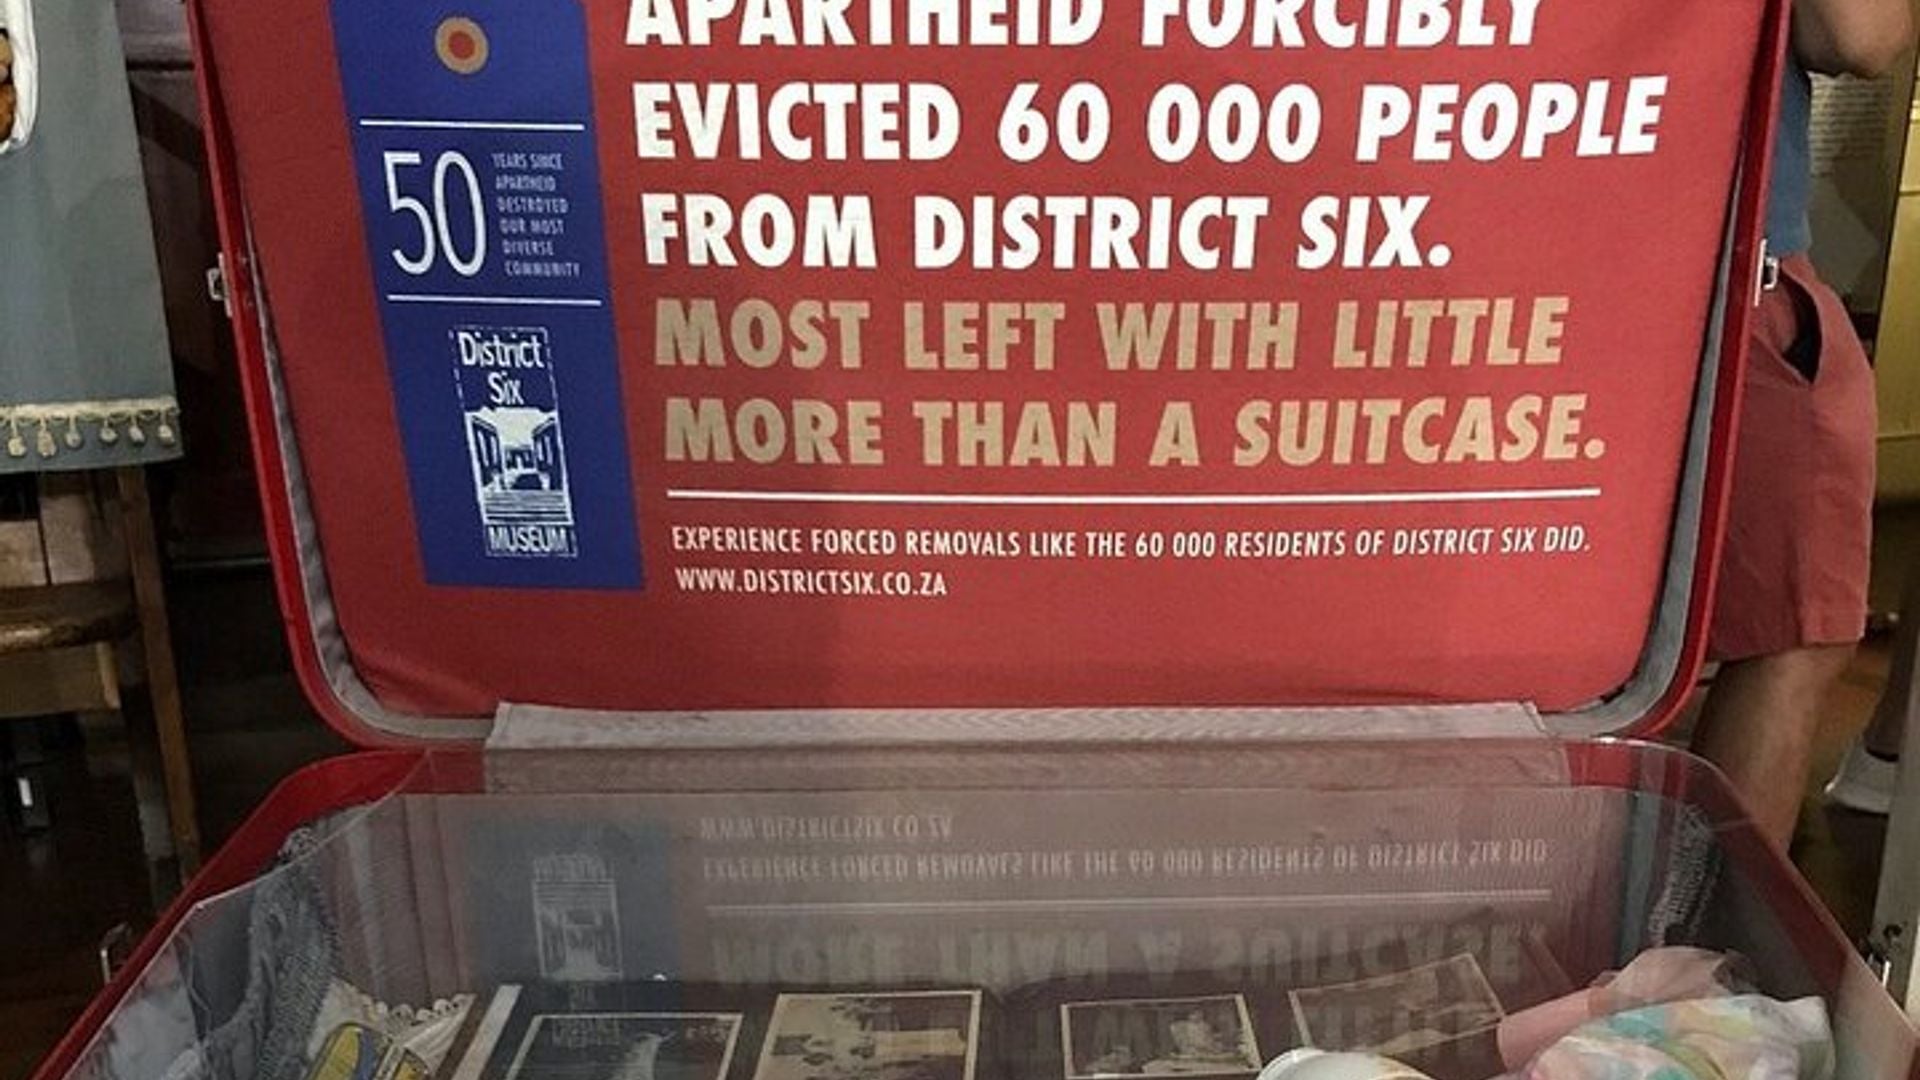 APARTHEID FORCIBLY
EVICTED 60 000 PEOPLE
FROM DISTRICT SIX.
MOST LEFT WITH LITTLE
MORE THAN A SUITCASE.
EXPERIENCE FORCED REMOVALS LIKE THE 60 000 RESIDENTS OF DISTRICT SIX DID.
WWW.DISTRICTSIX.CO.ZA
50
YEARS SINCE
APARTHEID
DESTROYED
OUR MOST
DIVERSE
COMMUNITY
District
Six
MUSEUM